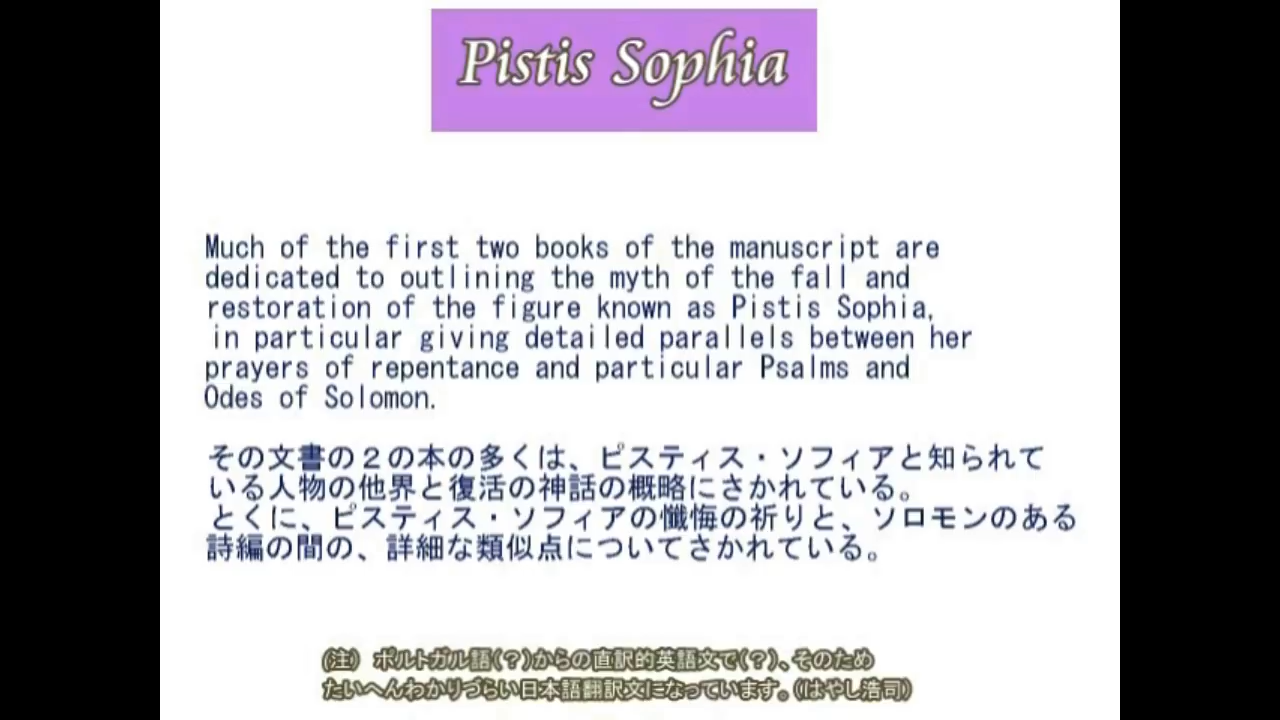 Pistis Sophia
Much of the first two books of the manuscript are
dedicated to outlining the myth of the fall and
restoration of the figure known as Pistis Sophia,
in particular giving detailed parallels between her
prayers of repentance and particular Psalms and
Odes of Solomon.
その文書の２の本の多くは、ピスティス・ソフィアと知られて
いる人物の他界と復活の神話の概略にさかれている。
とくに、ピスティス・ソフィアの懺悔の祈りと、ソロモンのある
詩編の間の、詳細な類似点についてさかれている。
(注)　ポルトガル語(？)からの直訳的英語文で(？)、そのため
たいへんわかりづらい日本語翻訳文になっています。(はやし浩司)